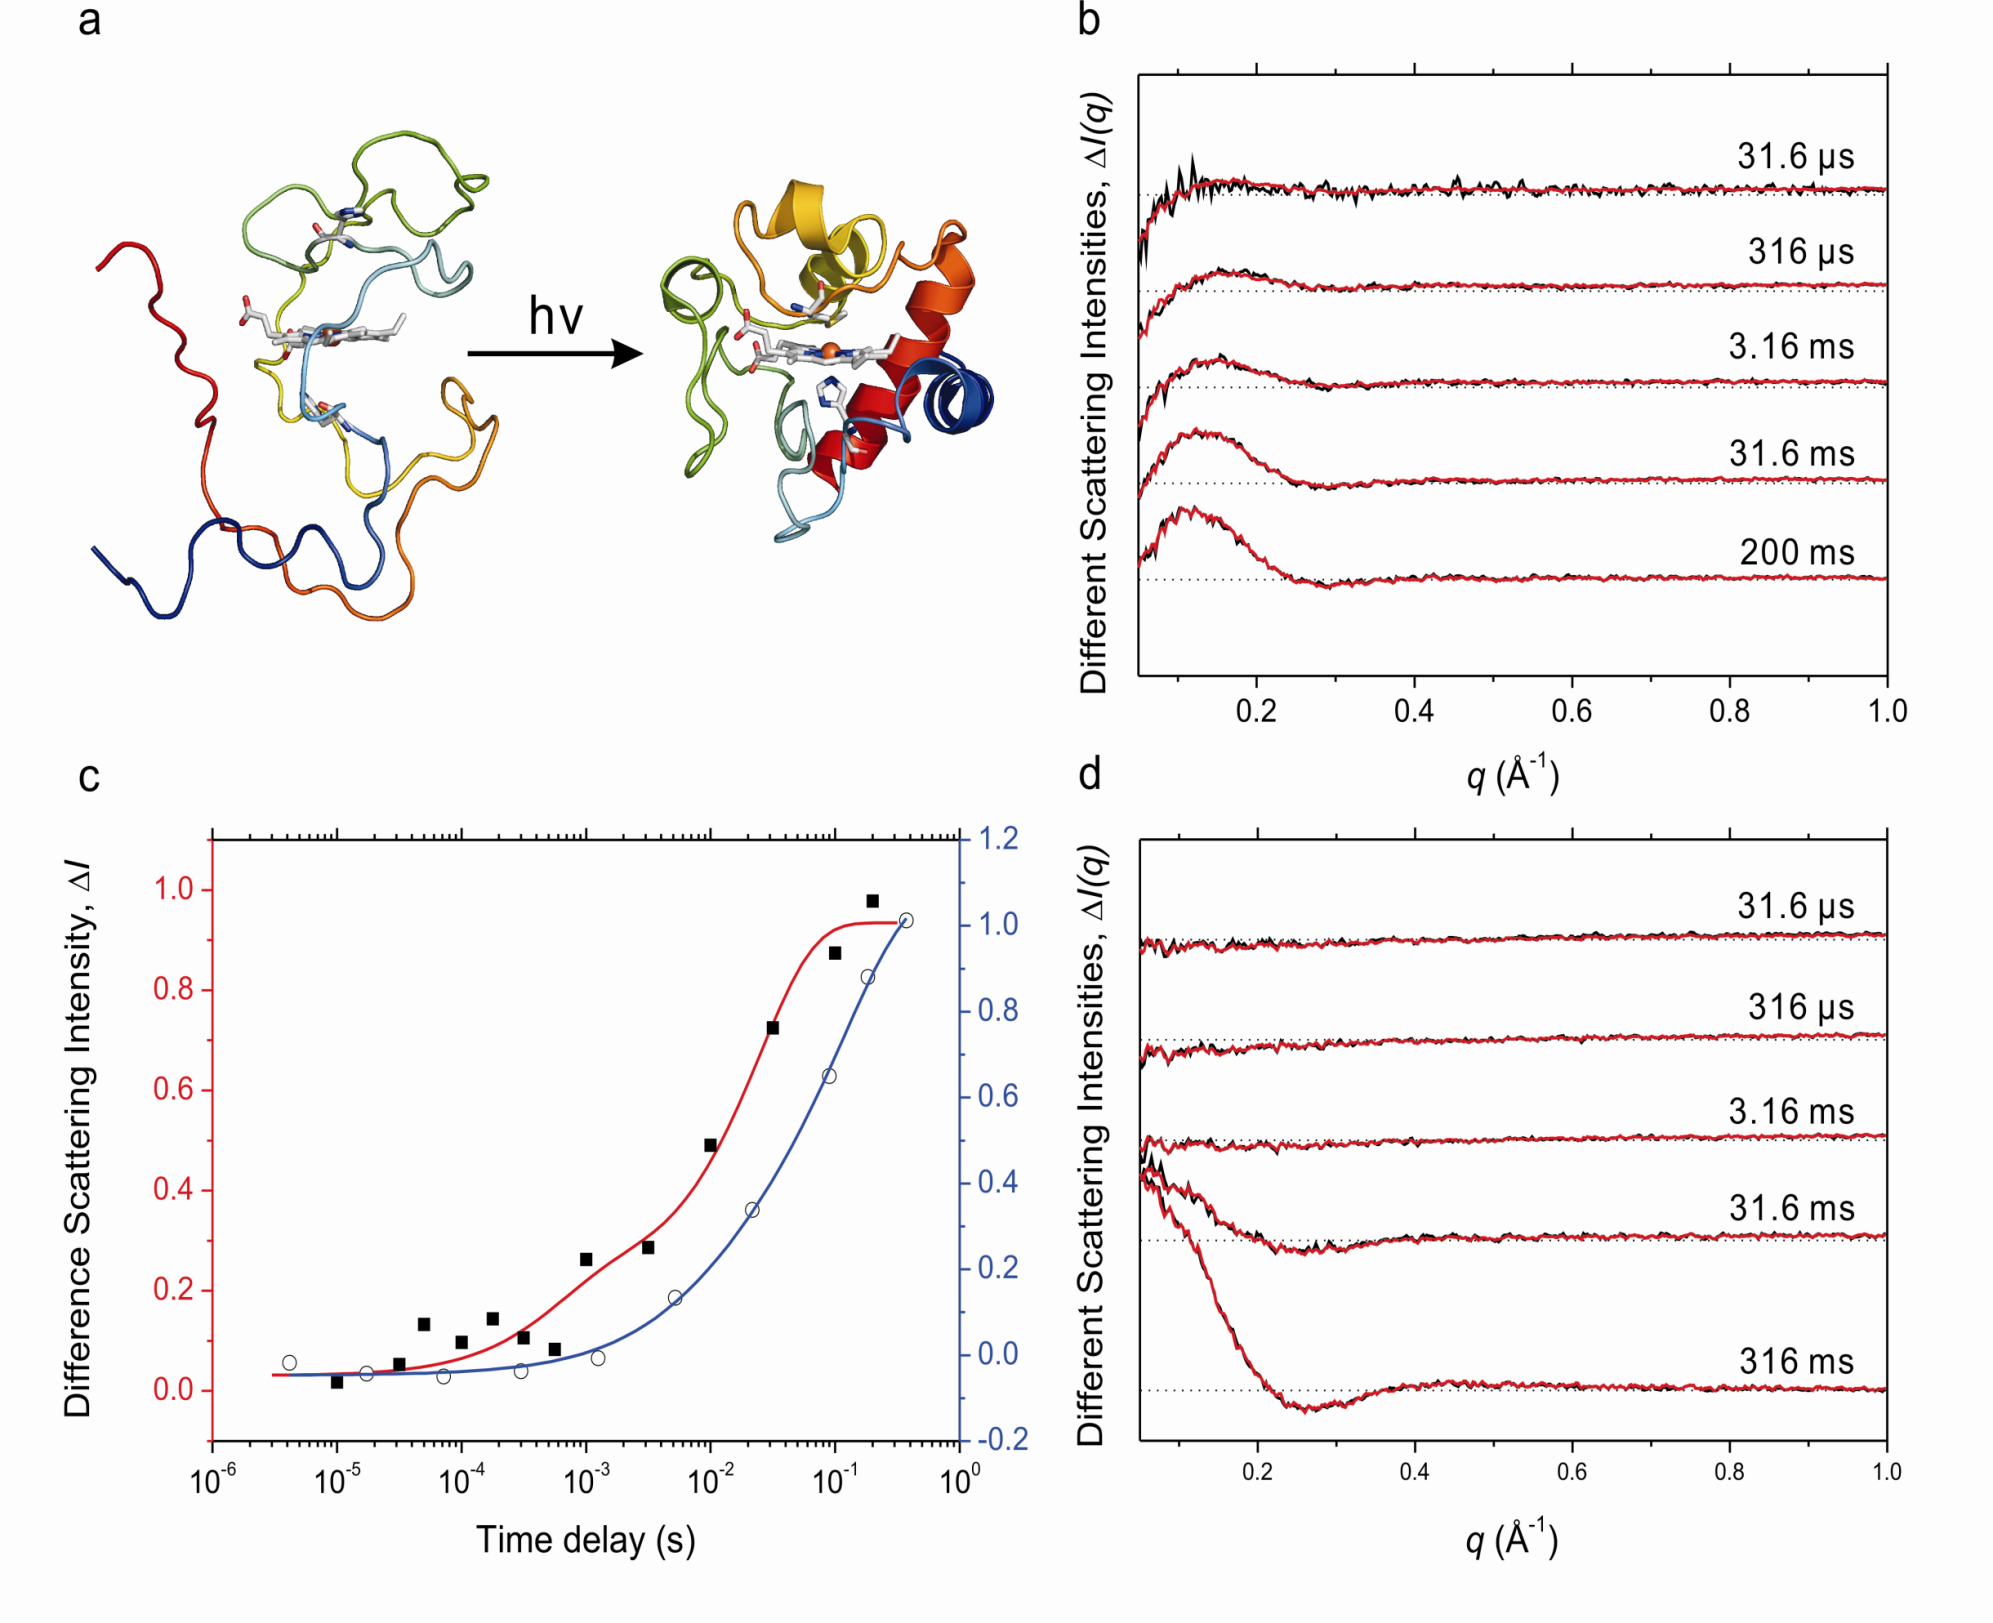 a
hν
b
Different Scattering Intensities, ΔI(q)
31.6 µs
316 µs
3.16 ms
31.6 ms
200 ms
0.2 0.4 0.6 0.8 1.0
q (Å-1)
c
Difference Scattering Intensity, ΔI
1.0
0.8
0.6
0.4
0.2
0.0
1.2
1.0
0.8
0.6
0.4
0.2
0.0
-0.2
10-6 10-5 10-4 10-3 10-2 10-1 100
Time delay (s)
d
Different Scattering Intensities, ΔI(q)
31.6 µs
316 µs
3.16 ms
31.6 ms
316 ms
0.2 0.4 0.6 0.8 1.0
q (Å-1)